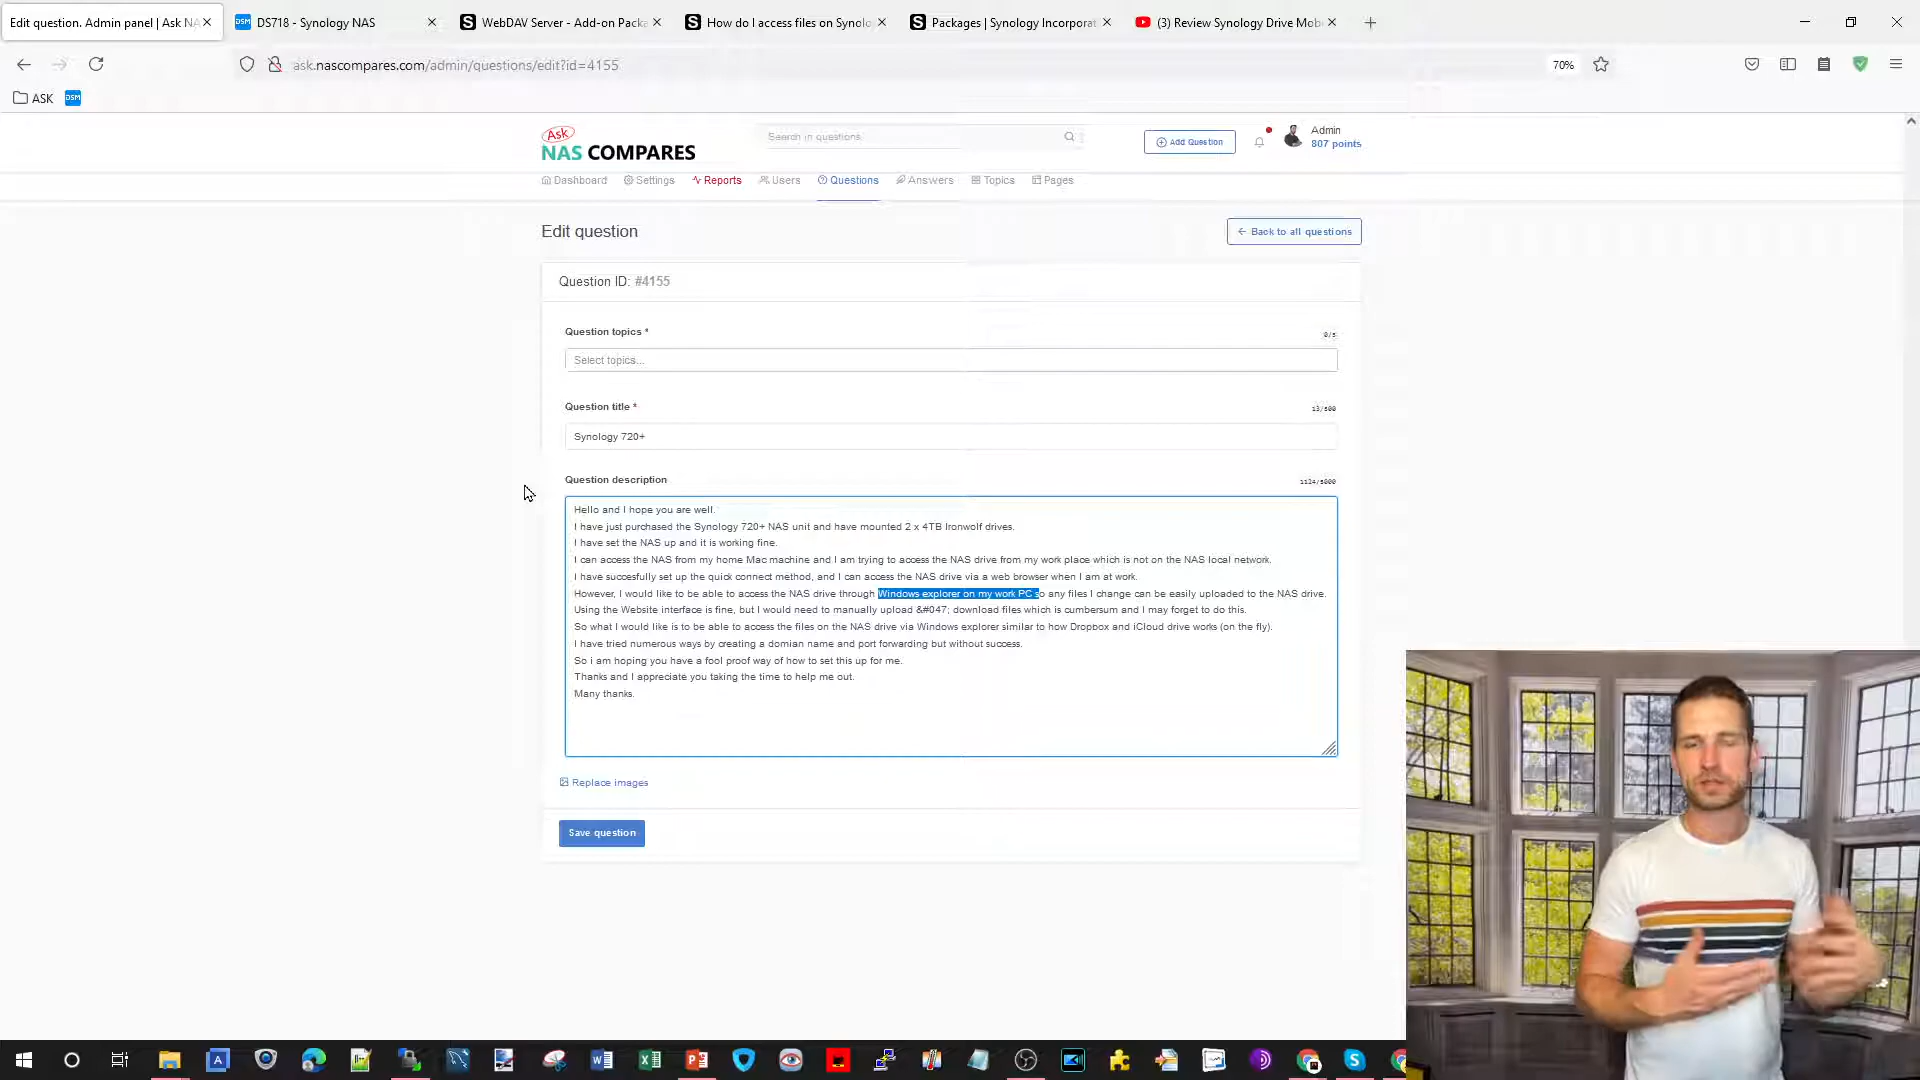 Edit question. Admin panel | Ask NA
DS718 - Synology NAS
WebDAV Server - Add-on Packa
How do I access files on Synolo
Packages | Synology Incorporat
(3) Review Synology Drive Mob
ask.nascompares.com/admin/questions/edit?id=4155
70%
ASK
DSM
Ask
NAS COMPARES
Search in questions
Add Question
Admin
807 points
Dashboard
Settings
Reports
Users
Questions
Answers
Topics
Pages
Edit question
Back to all questions
Question ID: #4155
Question topics *
0/5
Select topics...
Question title *
13/500
Synology 720+
Question description
1124/5000
Hello and I hope you are well.
I have just purchased the Synology 720+ NAS unit and have mounted 2 x 4TB Ironwolf drives.
I have set the NAS up and it is working fine.
I can access the NAS from my home Mac machine and I am trying to access the NAS drive from my work place which is not on the NAS local network.
I have succesfully set up the quick connect method, and I can access the NAS drive via a web browser when I am at work.
However, I would like to be able to access the NAS drive through Windows explorer on my work PC so any files I change can be easily uploaded to the NAS drive.
Using the Website interface is fine, but I would need to manually upload &#047; download files which is cumbersum and I may forget to do this.
So what I would like is to be able to access the files on the NAS drive via Windows explorer similar to how Dropbox and iCloud drive works (on the fly).
I have tried numerous ways by creating a domian name and port forwarding but without success.
So i am hoping you have a fool proof way of how to set this up for me.
Thanks and I appreciate you taking the time to help me out.
Many thanks.
Replace images
Save question